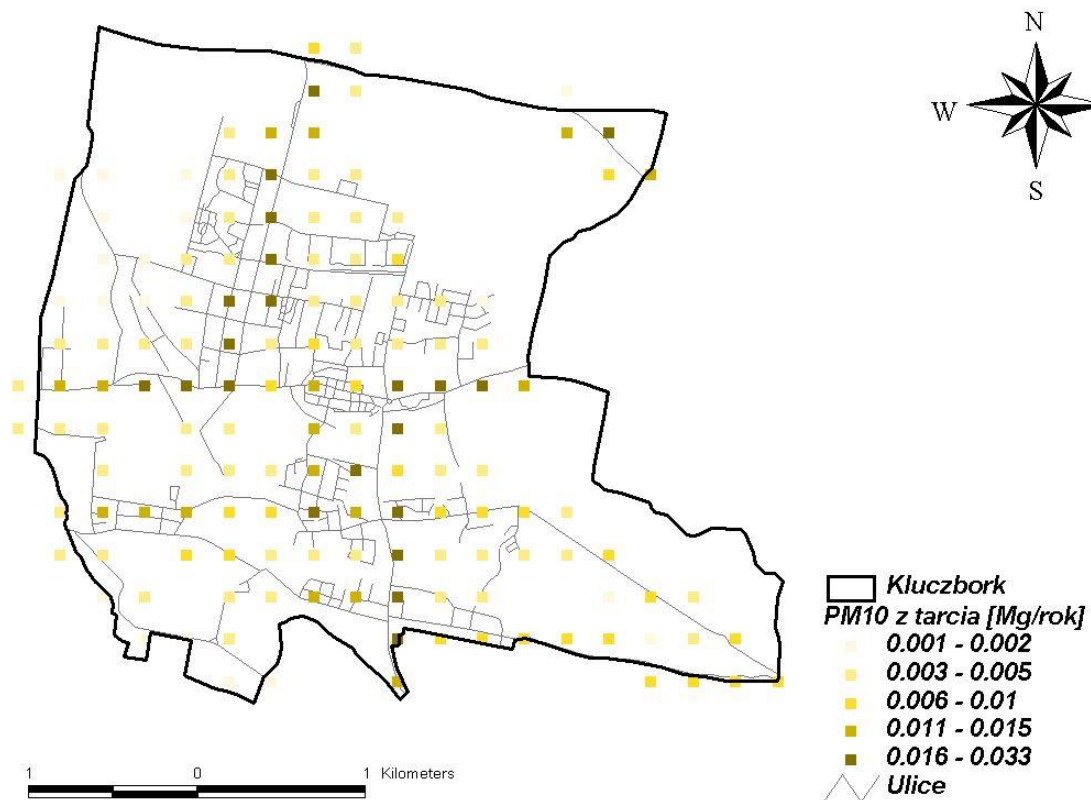 N
W
S
Kluczbork
PM10 z tarcia [Mg/rok]
0.001 - 0.002
0.003 - 0.005
0.006 - 0.01
0.011 - 0.015
0.016 - 0.033
Ulice
1 0 1 Kilometers